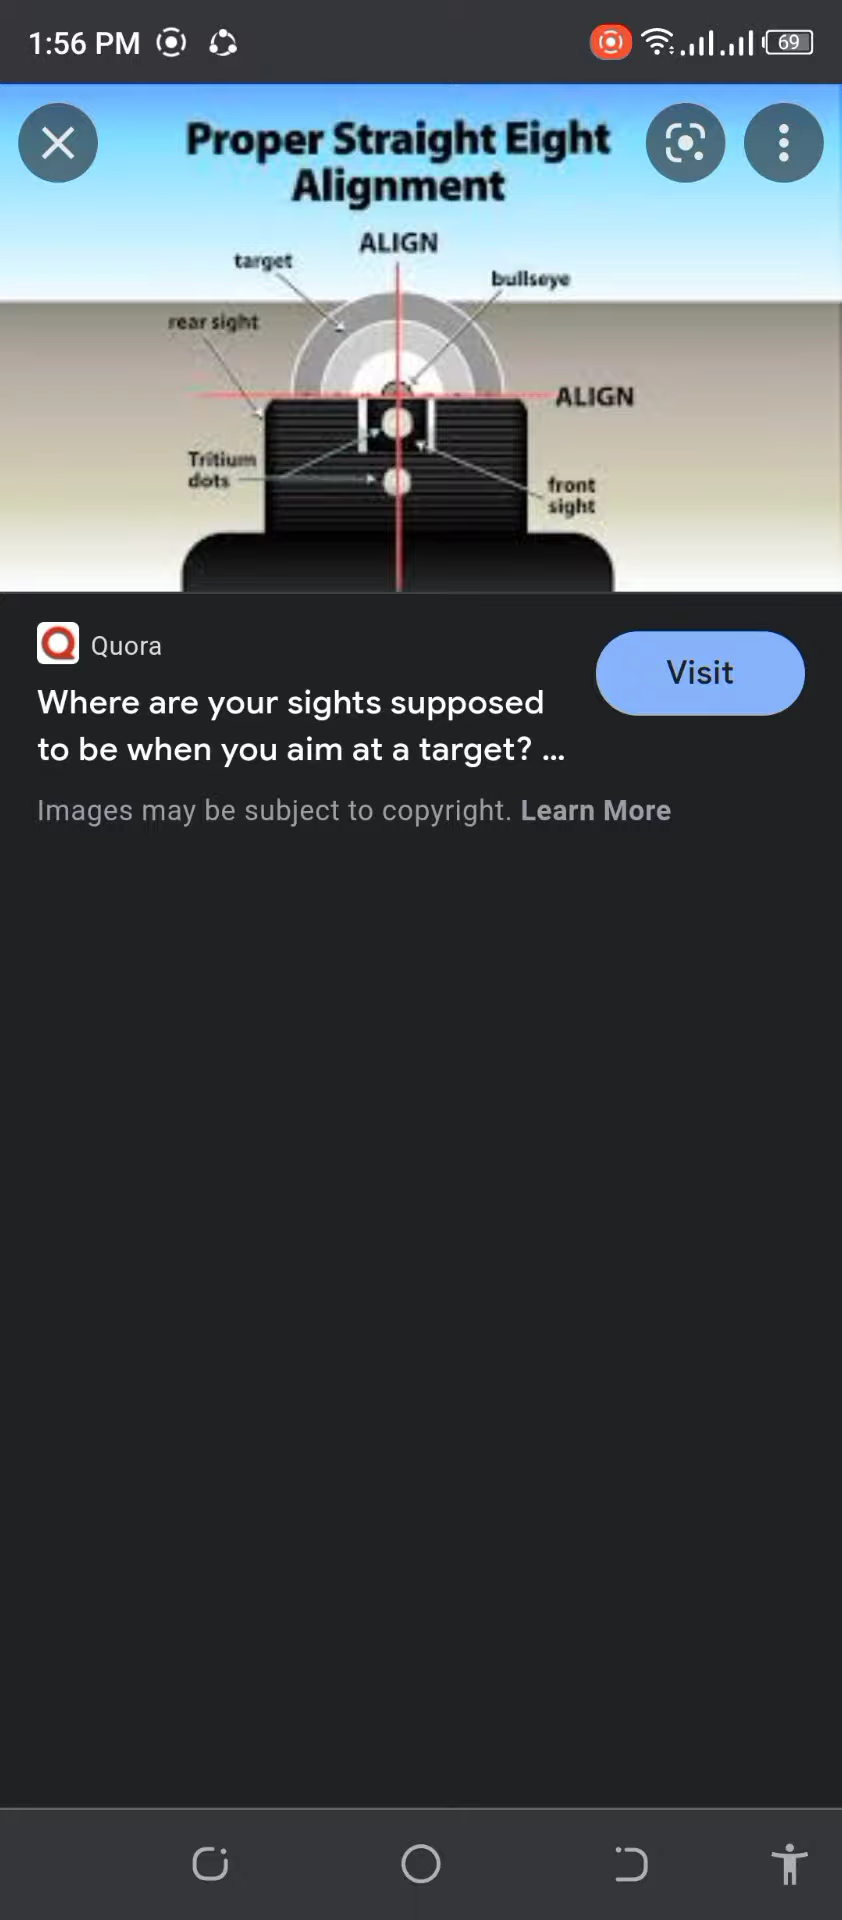 1:56 PM
69
Proper Straight Eight
Alignment
ALIGN
target
bullseye
rear sight
ALIGN
Tritium
dots
front
sight
Quora
Visit
Where are your sights supposed
to be when you aim at a target? ...
Images may be subject to copyright. Learn More